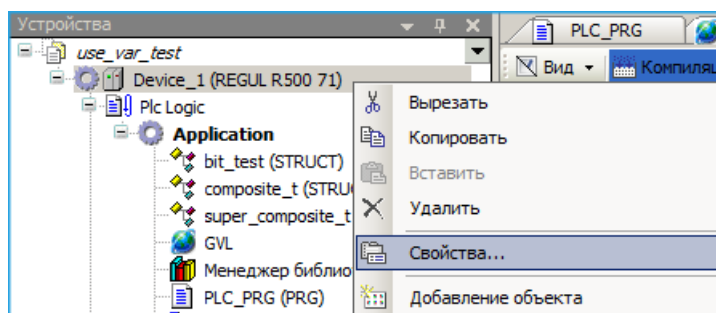 Устройства
PLC_PRG
use_var_test
Вид
Компиляц
Device_1 (REGUL R500 71)
Plc Logic
Вырезать
Application
Копировать
bit_test (STRUCT)
Вставить
composite_t (STRU
super_composite_t
Удалить
GVL
Свойства...
Менеджер библио
PLC_PRG (PRG)
Добавление объекта